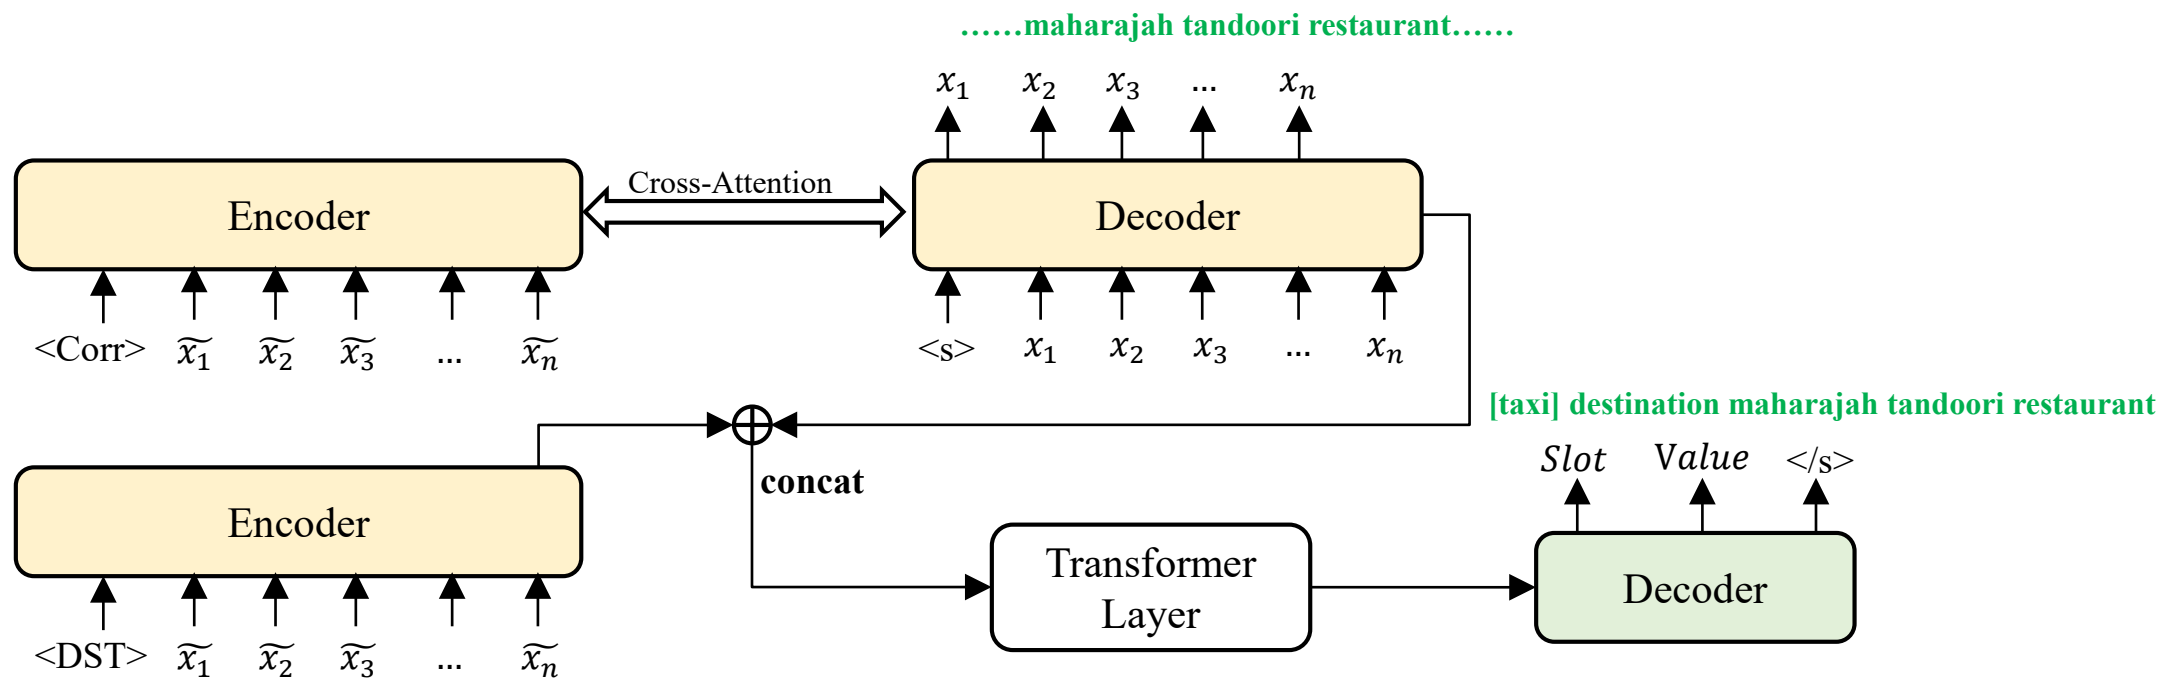 ......maharajah tandoori restaurant......
x₁ x₂ x₃ ... xₙ
Encoder
Cross-Attention
Decoder
<Corr> x̃₁ x̃₂ x̃₃ ... x̃ₙ
<s> x₁ x₂ x₃ ... xₙ
[taxi] destination maharajah tandoori restaurant
Slot Value </s>
concat
Encoder
Transformer
Layer
Decoder
<DST> x̃₁ x̃₂ x̃₃ ... x̃ₙ